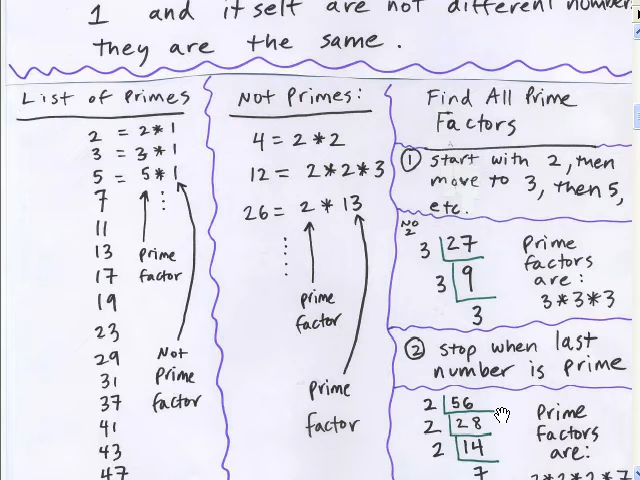 1 and itself are not different number
they are the same.
List of Primes
2 = 2*1
3 = 3*1
5 = 5*1
7
11
13
17
19
23
29
31
37
41
43
47
Prime
factor
Not
Prime
factor
Not Primes:
4 = 2*2
12 = 2*2*3
26 = 2 * 13
prime
factor
Prime
factor
Find All Prime
Factors
1 start with 2, then
move to 3, then 5,
etc.
No
2
3 27
3 9
3
Prime
factors
are:
3*3*3
2 stop when last
number is prime
2 56
2 28
2 14
7
Prime
factors
are:
2*2*2*7